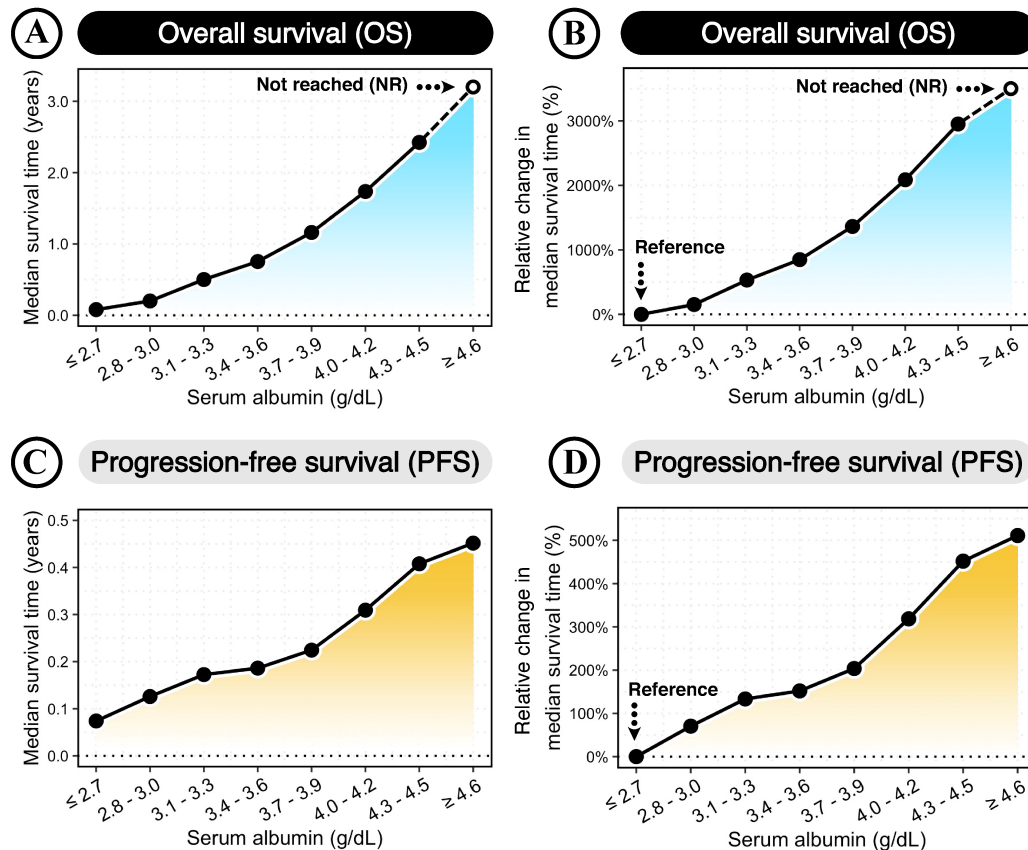 A
Overall survival (OS)
Median survival time (years)
3.0
2.0
1.0
0.0
Not reached (NR)
≤ 2.7
2.8 - 3.0
3.1 - 3.3
3.4 - 3.6
3.7 - 3.9
4.0 - 4.2
4.3 - 4.5
≥ 4.6
Serum albumin (g/dL)
B
Overall survival (OS)
Relative change in
median survival time (%)
3000%
2000%
1000%
0%
Not reached (NR)
Reference
≤ 2.7
2.8 - 3.0
3.1 - 3.3
3.4 - 3.6
3.7 - 3.9
4.0 - 4.2
4.3 - 4.5
≥ 4.6
Serum albumin (g/dL)
C
Progression-free survival (PFS)
Median survival time (years)
0.5
0.4
0.3
0.2
0.1
0.0
≤ 2.7
2.8 - 3.0
3.1 - 3.3
3.4 - 3.6
3.7 - 3.9
4.0 - 4.2
4.3 - 4.5
≥ 4.6
Serum albumin (g/dL)
D
Progression-free survival (PFS)
Relative change in
median survival time (%)
500%
400%
300%
200%
100%
0%
Reference
≤ 2.7
2.8 - 3.0
3.1 - 3.3
3.4 - 3.6
3.7 - 3.9
4.0 - 4.2
4.3 - 4.5
≥ 4.6
Serum albumin (g/dL)